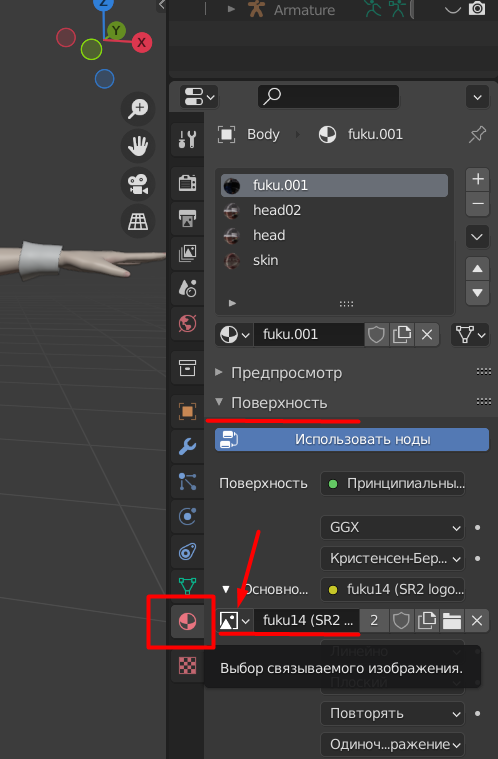 Armature
Y
X
Body
fuku.001
fuku.001
head02
head
skin
fuku.001
Предпросмотр
Поверхность
Использовать ноды
Поверхность
Принципиальны...
GGX
Кристенсен-Бер...
Основно...
fuku14 (SR2 logo...
fuku14 (SR2 ...
2
Линейно
Выбор связываемого изображения.
Плоский
Повторять
Одиноч...ражение